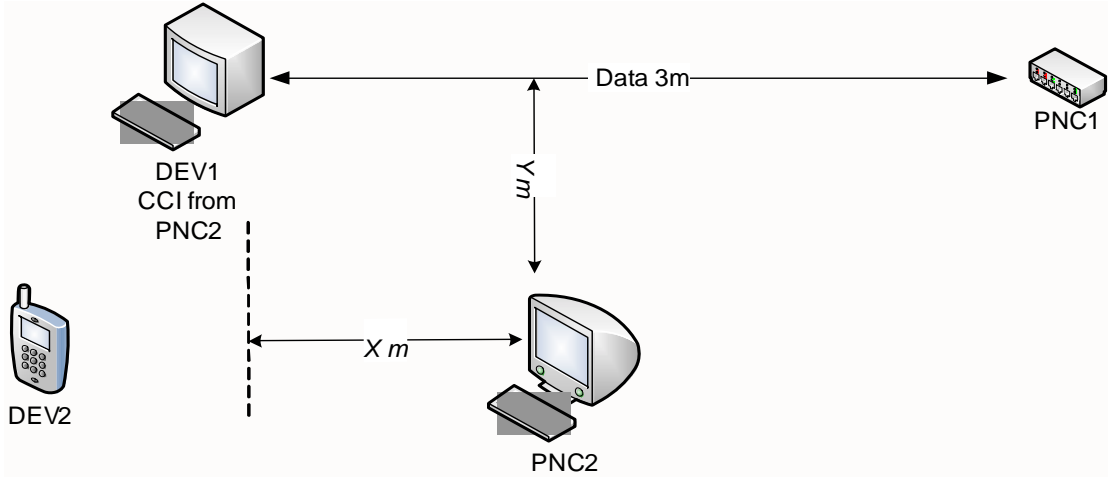 Data 3m
PNC1
DEV1
CCI from
PNC2
Y m
X m
DEV2
PNC2